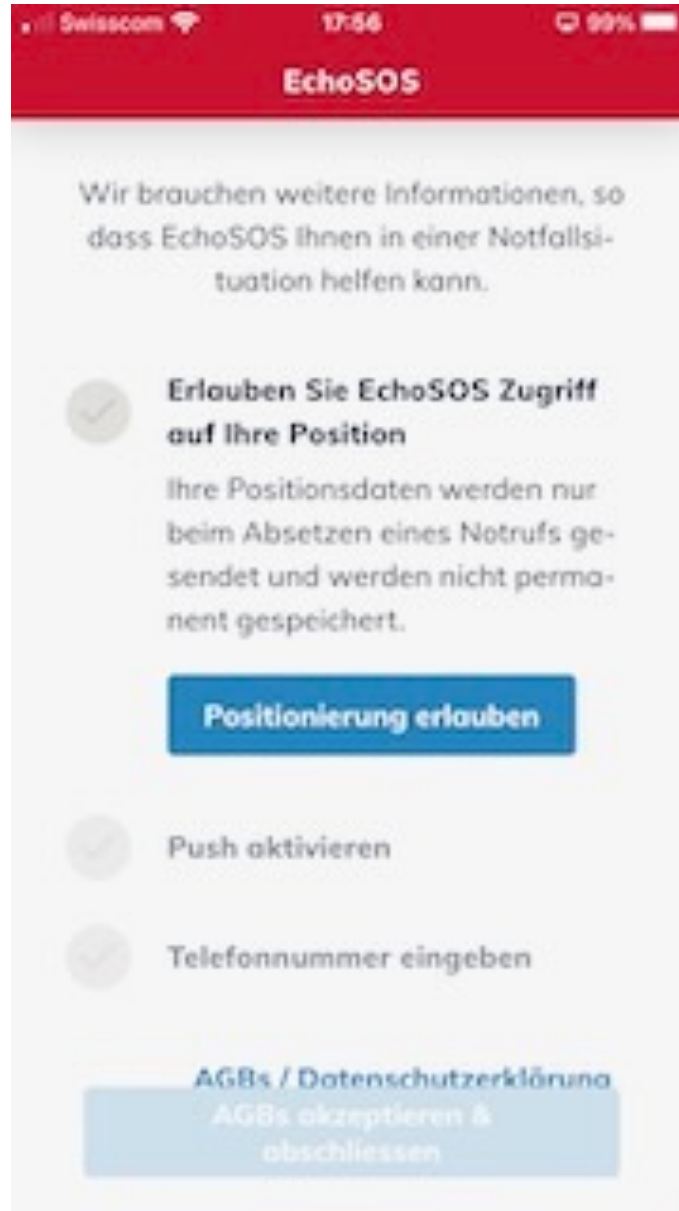 Swisscom 17:56 99%
EchoSOS
Wir brauchen weitere Informationen, so
dass EchoSOS Ihnen in einer Notfallsi-
tuation helfen kann.
Erlauben Sie EchoSOS Zugriff
auf Ihre Position
Ihre Positionsdaten werden nur
beim Absetzen eines Notrufs ge-
sendet und werden nicht perma-
nent gespeichert.
Positionierung erlauben
Push aktivieren
Telefonnummer eingeben
AGBs / Datenschutzerklärung
AGBs akzeptieren &
abschliessen